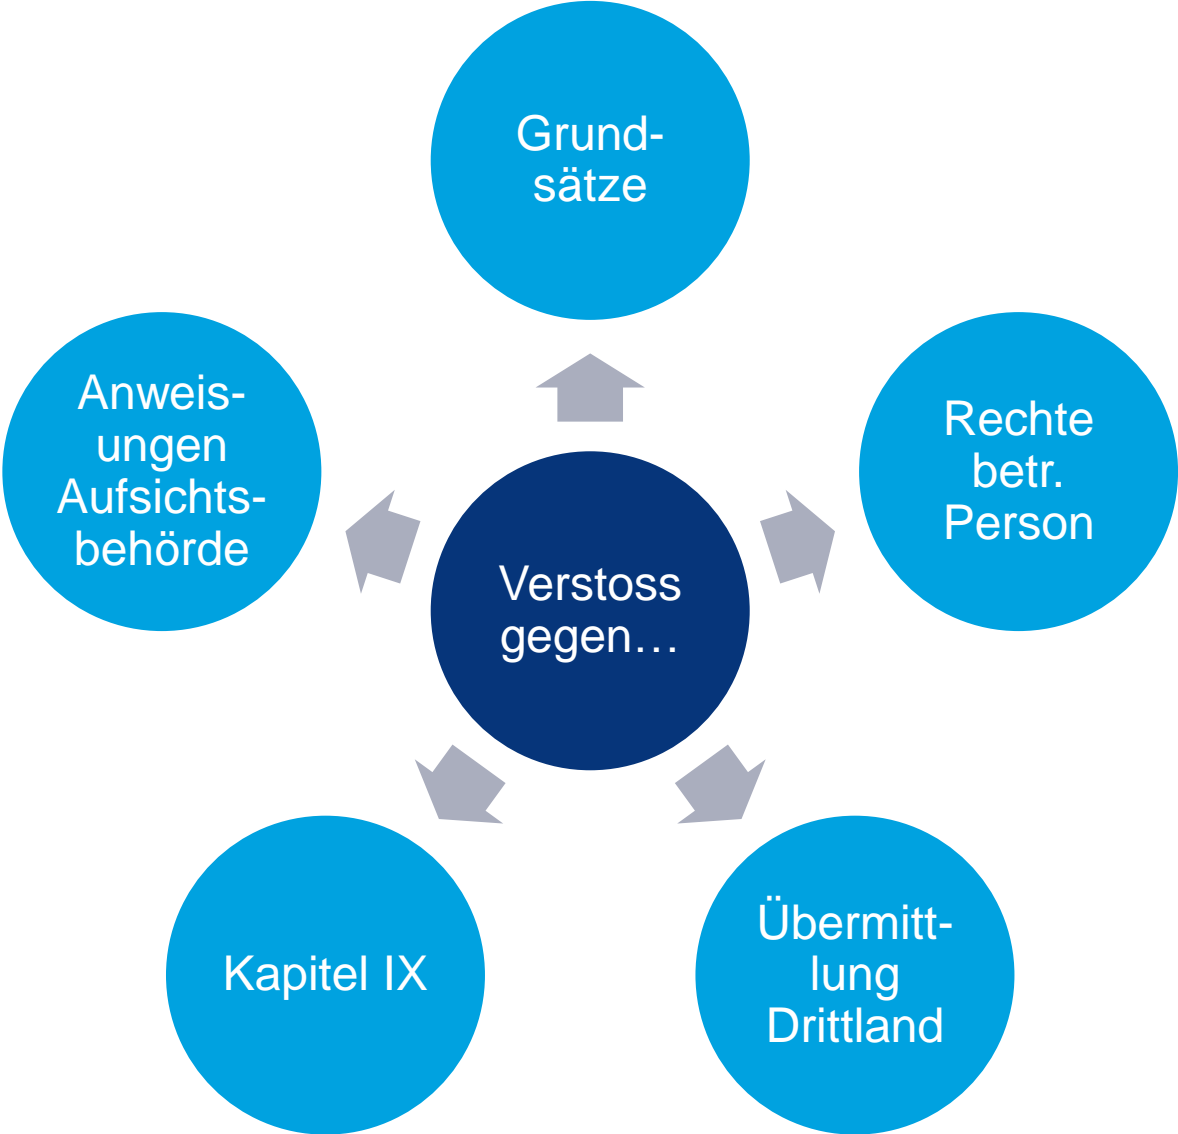 Grund-
sätze
Anweis-
ungen
Aufsichts-
behörde
Rechte
betr.
Person
Verstoss
gegen…
Kapitel IX
Übermitt-
lung
Drittland